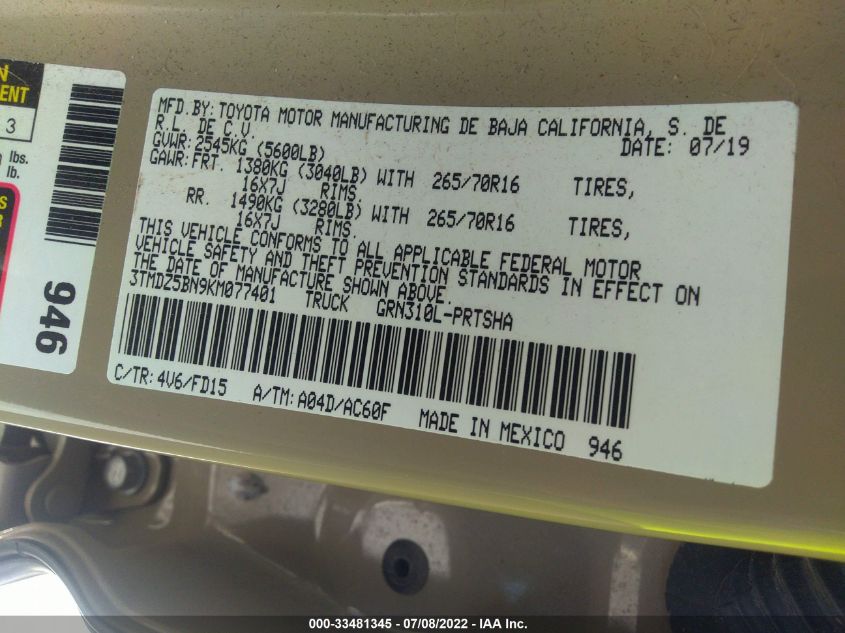 N
ENT
3
lbs.
lb.
S
R
946
MFD.BY:TOYOTA MOTOR MANUFACTURING DE BAJA CALIFORNIA, S. DE
R.L. DE C.V.
DATE: 07/19
GVWR:2545KG (5600LB)
GAWR:FRT. 1380KG (3040LB) WITH 265/70R16 TIRES,
16X7J RIMS.
RR. 1490KG (3280LB) WITH 265/70R16 TIRES,
16X7J RIMS.
THIS VEHICLE CONFORMS TO ALL APPLICABLE FEDERAL MOTOR
VEHICLE SAFETY AND THEFT PREVENTION STANDARDS IN EFFECT ON
THE DATE OF MANUFACTURE SHOWN ABOVE.
3TMDZ5BN9KM077401 TRUCK GRN310L-PRTSHA
C/TR:4V6/FD15 A/TM:A04D/AC60F MADE IN MEXICO 946
000-33481345 - 07/08/2022 - IAA Inc.